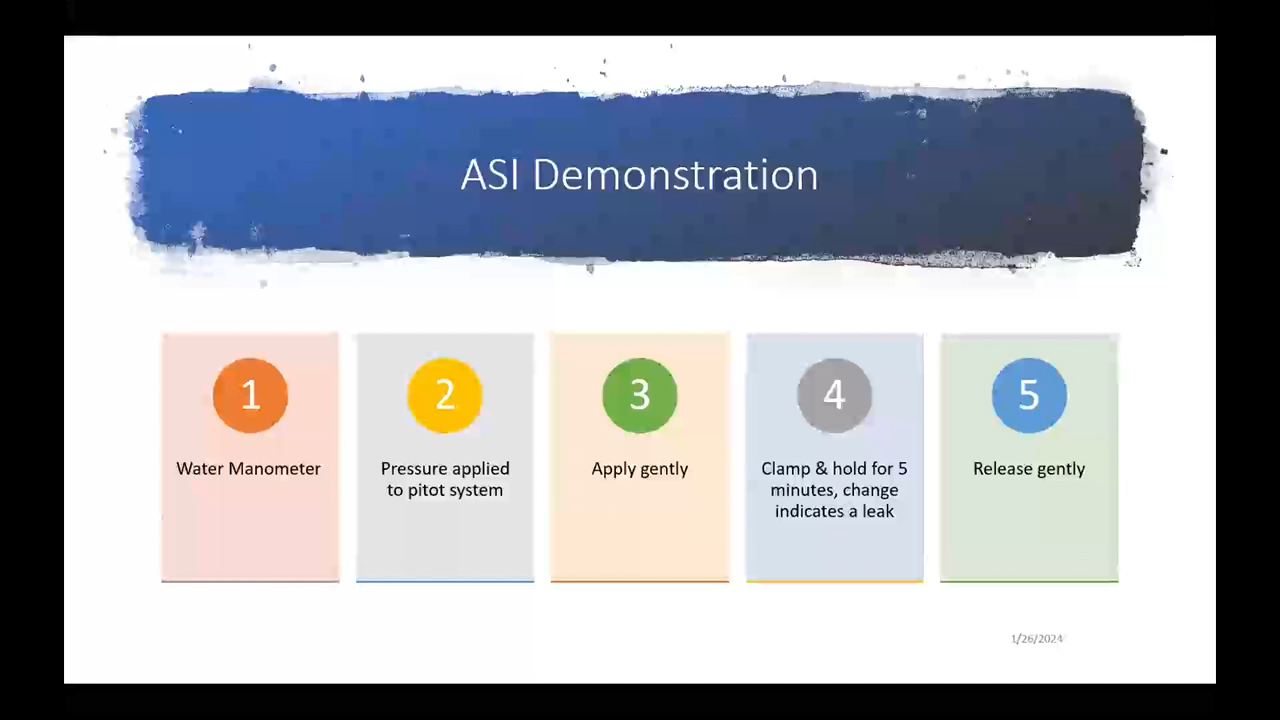 ASI Demonstration
1
Water Manometer
2
Pressure applied
to pitot system
3
Apply gently
4
Clamp & hold for 5
minutes, change
indicates a leak
5
Release gently
1/26/2024